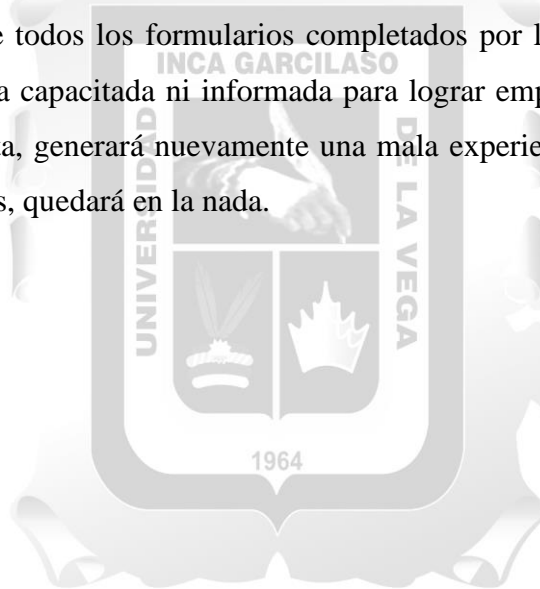 e todos los formularios completados por l
INCA GARCILASO
a capacitada ni informada para lograr emp
a, generará nuevamente una mala experie
s, quedará en la nada.
UNIVERSIDAD
DE LA VEGA
1964